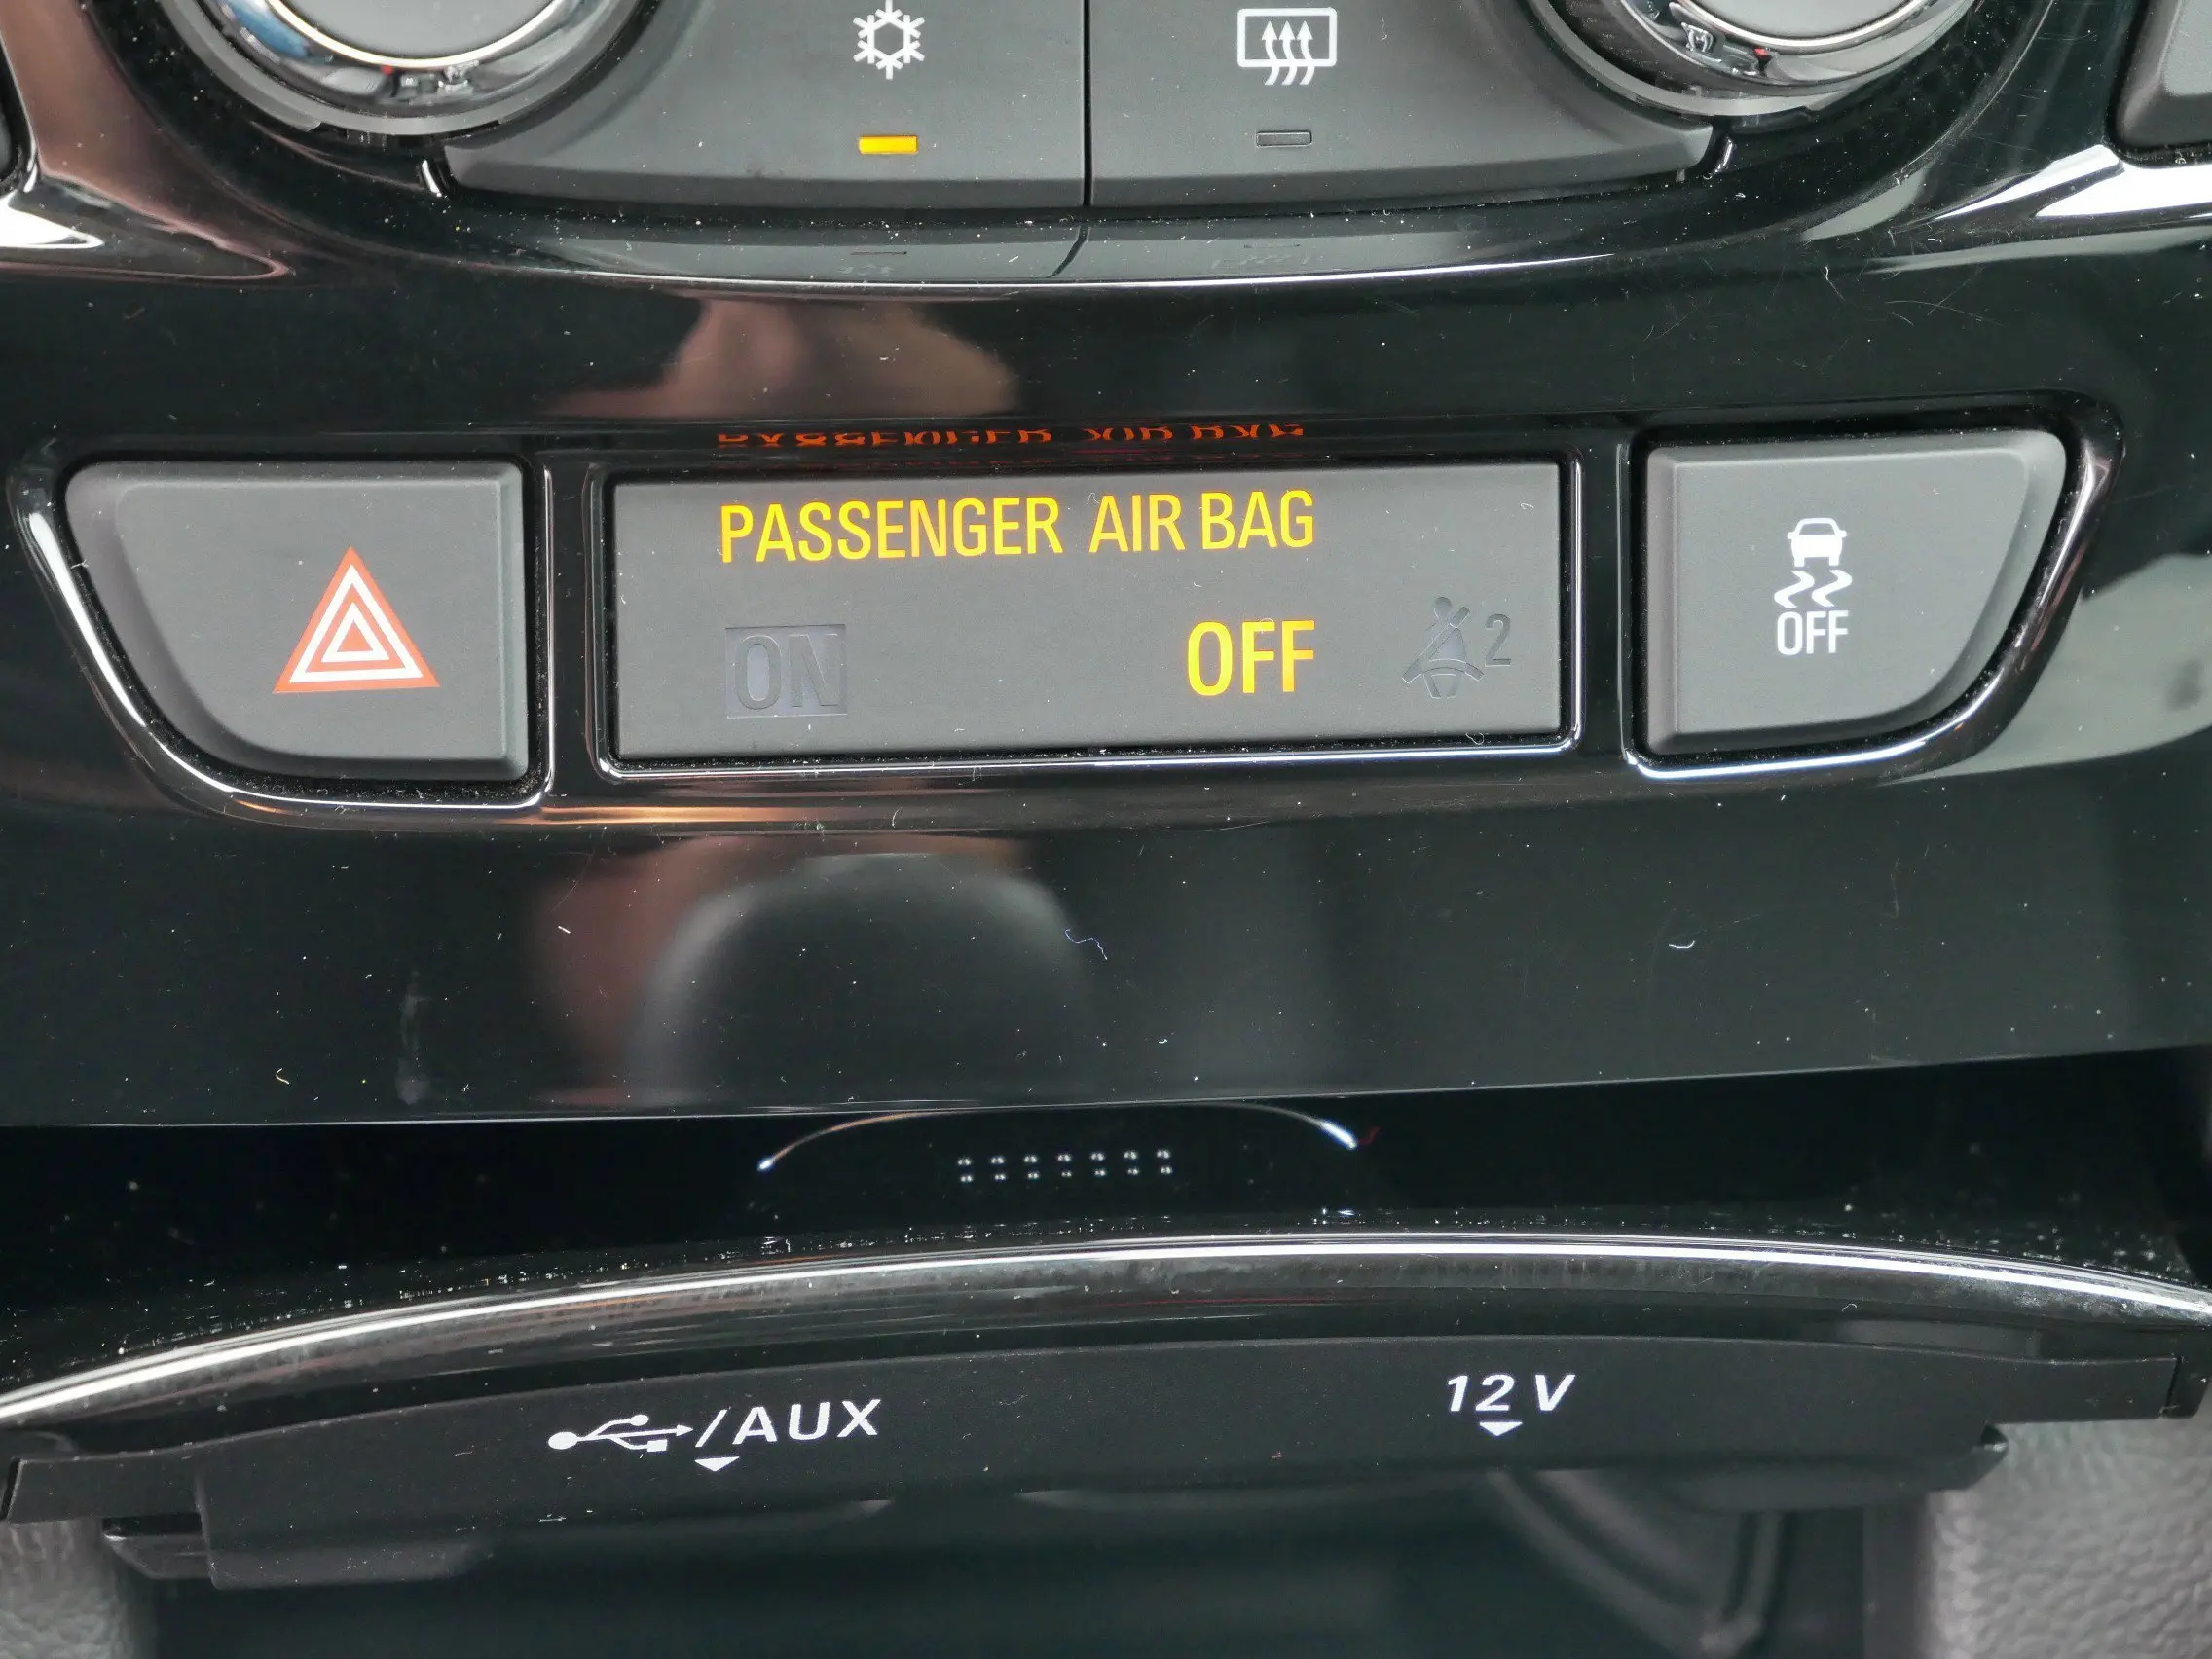 PASSENGER AIR BAG
ON OFF 2
OFF
/AUX
12 V